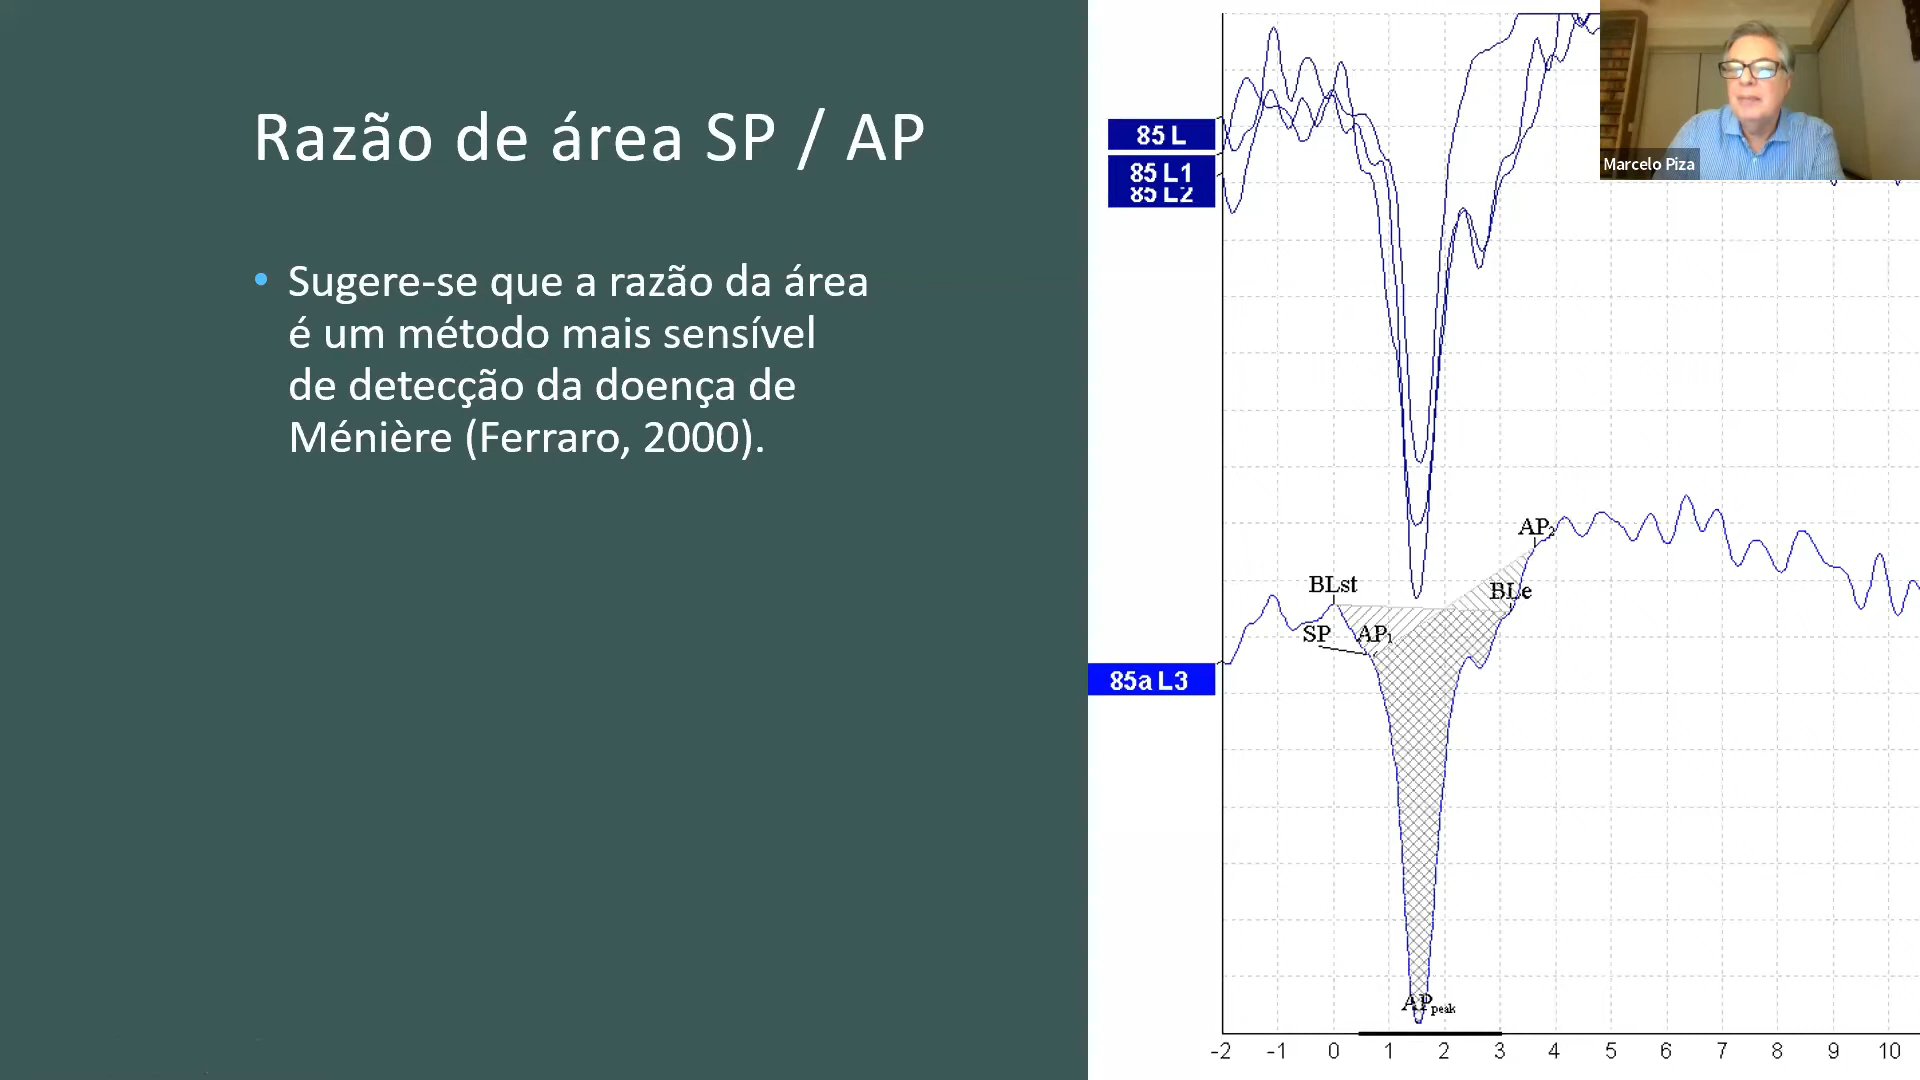 Razão de área SP / AP
• Sugere-se que a razão da área
é um método mais sensível
de detecção da doença de
Ménière (Ferraro, 2000).
85 L
85 L1
85 L2
Marcelo Piza
AP2
BLst
BLe
SP
AP1
85a L3
APpeak
-2 -1 0 1 2 3 4 5 6 7 8 9 10